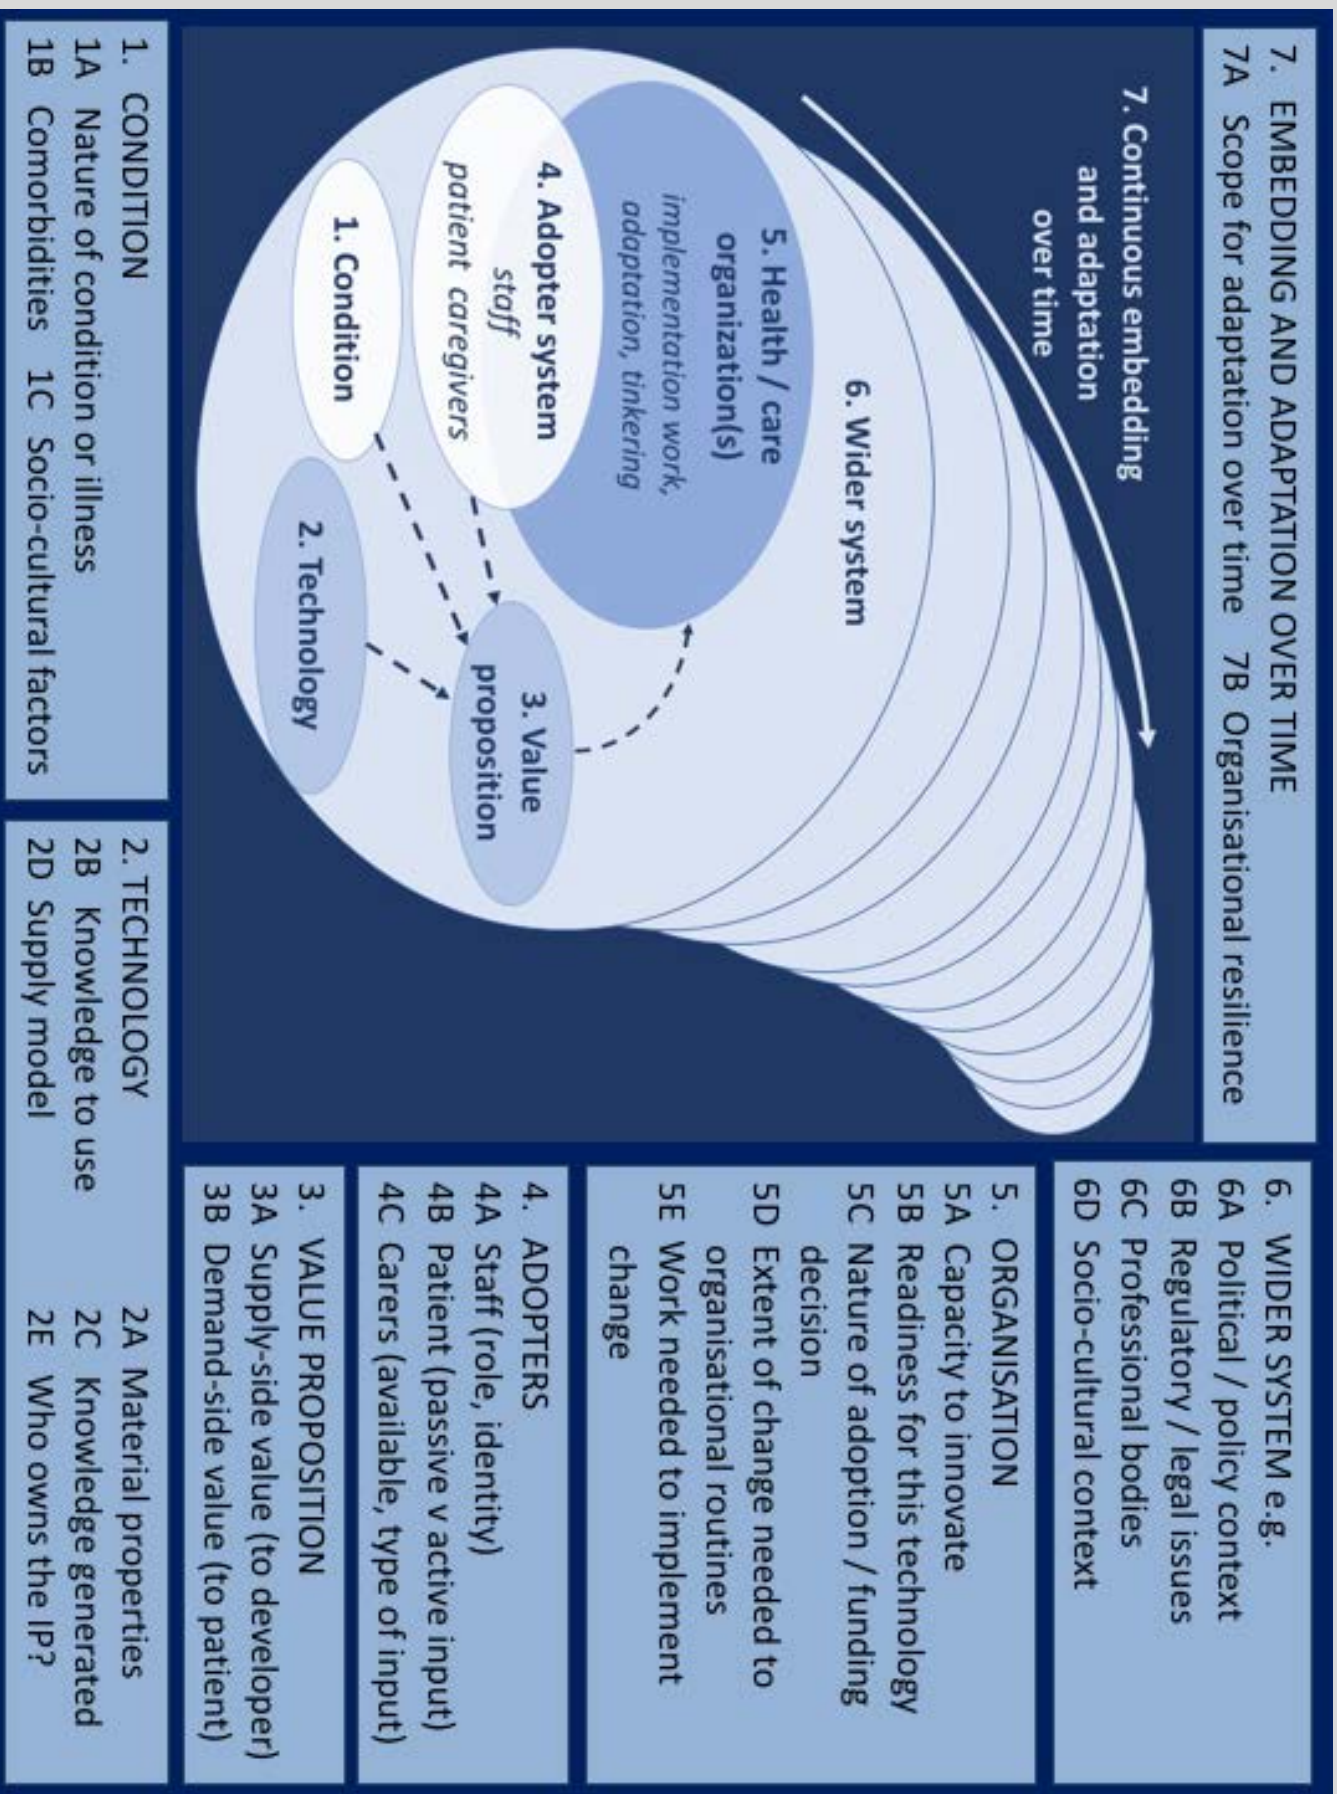 7. EMBEDDING AND ADAPTATION OVER TIME
7A Scope for adaptation over time 7B Organisational resilience
7. Continuous embedding
and adaptation
over time
6. Wider system
5. Health / care
organization(s)
implementation work,
adaptation, tinkering
4. Adopter system
staff
patient caregivers
1. Condition
2. Technology
3. Value
proposition
6. WIDER SYSTEM e.g.
6A Political / policy context
6B Regulatory / legal issues
6C Professional bodies
6D Socio-cultural context
5. ORGANISATION
5A Capacity to innovate
5B Readiness for this technology
5C Nature of adoption / funding
decision
5D Extent of change needed to
organisational routines
5E Work needed to implement
change
4. ADOPTERS
4A Staff (role, identity)
4B Patient (passive v active input)
4C Carers (available, type of input)
3. VALUE PROPOSITION
3A Supply-side value (to developer)
3B Demand-side value (to patient)
1. CONDITION
1A Nature of condition or illness
1B Comorbidities 1C Socio-cultural factors
2. TECHNOLOGY 2A Material properties
2B Knowledge to use 2C Knowledge generated
2D Supply model 2E Who owns the IP?